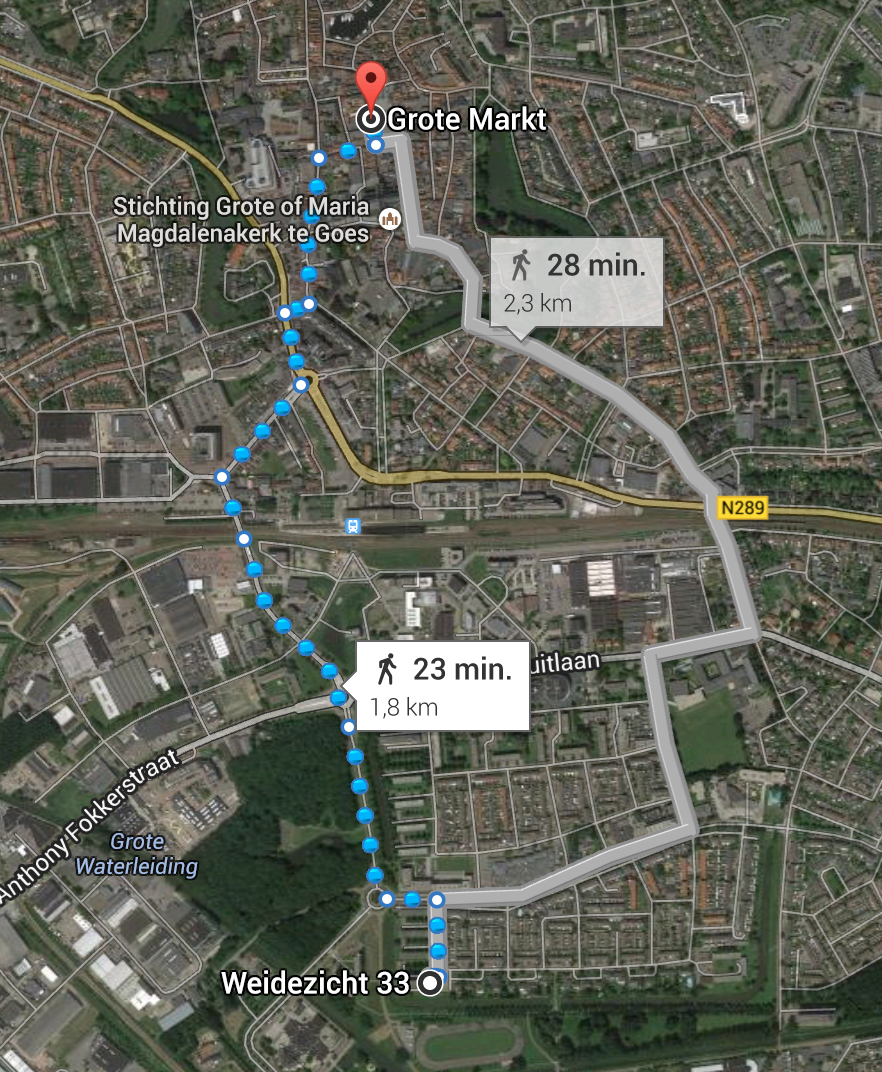 Grote Markt
Stichting Grote of Maria
Magdalenakerk te Goes
28 min.
2,3 km
N289
23 min.
1,8 km
uitlaan
Anthony Fokkerstraat
Grote
Waterleiding
Weidezicht 33